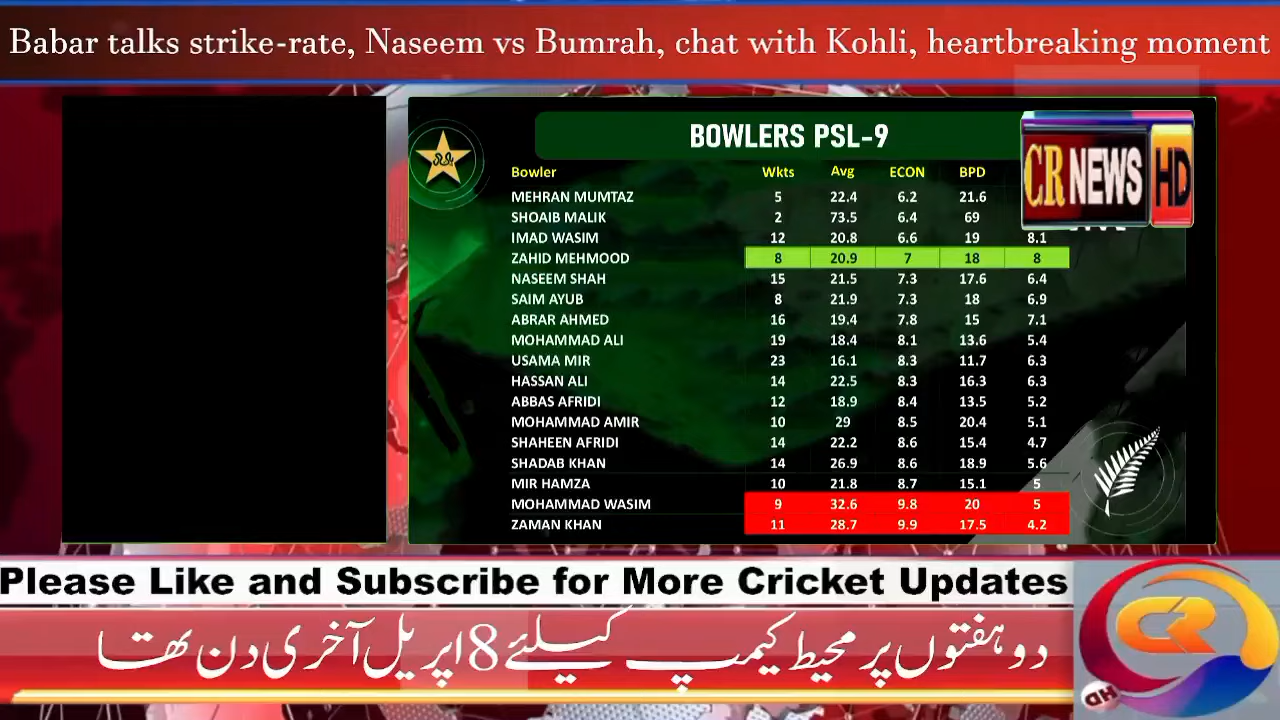 Babar talks strike-rate, Naseem vs Bumrah, chat with Kohli, heartbreaking moment
BOWLERS PSL-9
CR NEWS HD
Bowler Wkts Avg ECON BPD
MEHRAN MUMTAZ 5 22.4 6.2 21.6
SHOAIB MALIK 2 73.5 6.4 69
IMAD WASIM 12 20.8 6.6 19 8.1
ZAHID MEHMOOD 8 20.9 7 18 8
NASEEM SHAH 15 21.5 7.3 17.6 6.4
SAIM AYUB 8 21.9 7.3 18 6.9
ABRAR AHMED 16 19.4 7.8 15 7.1
MOHAMMAD ALI 19 18.4 8.1 13.6 5.4
USAMA MIR 23 16.1 8.3 11.7 6.3
HASSAN ALI 14 22.5 8.3 16.3 6.3
ABBAS AFRIDI 12 18.9 8.4 13.5 5.2
MOHAMMAD AMIR 10 29 8.5 20.4 5.1
SHAHEEN AFRIDI 14 22.2 8.6 15.4 4.7
SHADAB KHAN 14 26.9 8.6 18.9 5.6
MIR HAMZA 10 21.8 8.7 15.1 5
MOHAMMAD WASIM 9 32.6 9.8 20 5
ZAMAN KHAN 11 28.7 9.9 17.5 4.2
Please Like and Subscribe for More Cricket Updates
دو ہفتوں پر محیط کیمپ کیلئے 8 اپریل آخری دن تھا
CR
HD